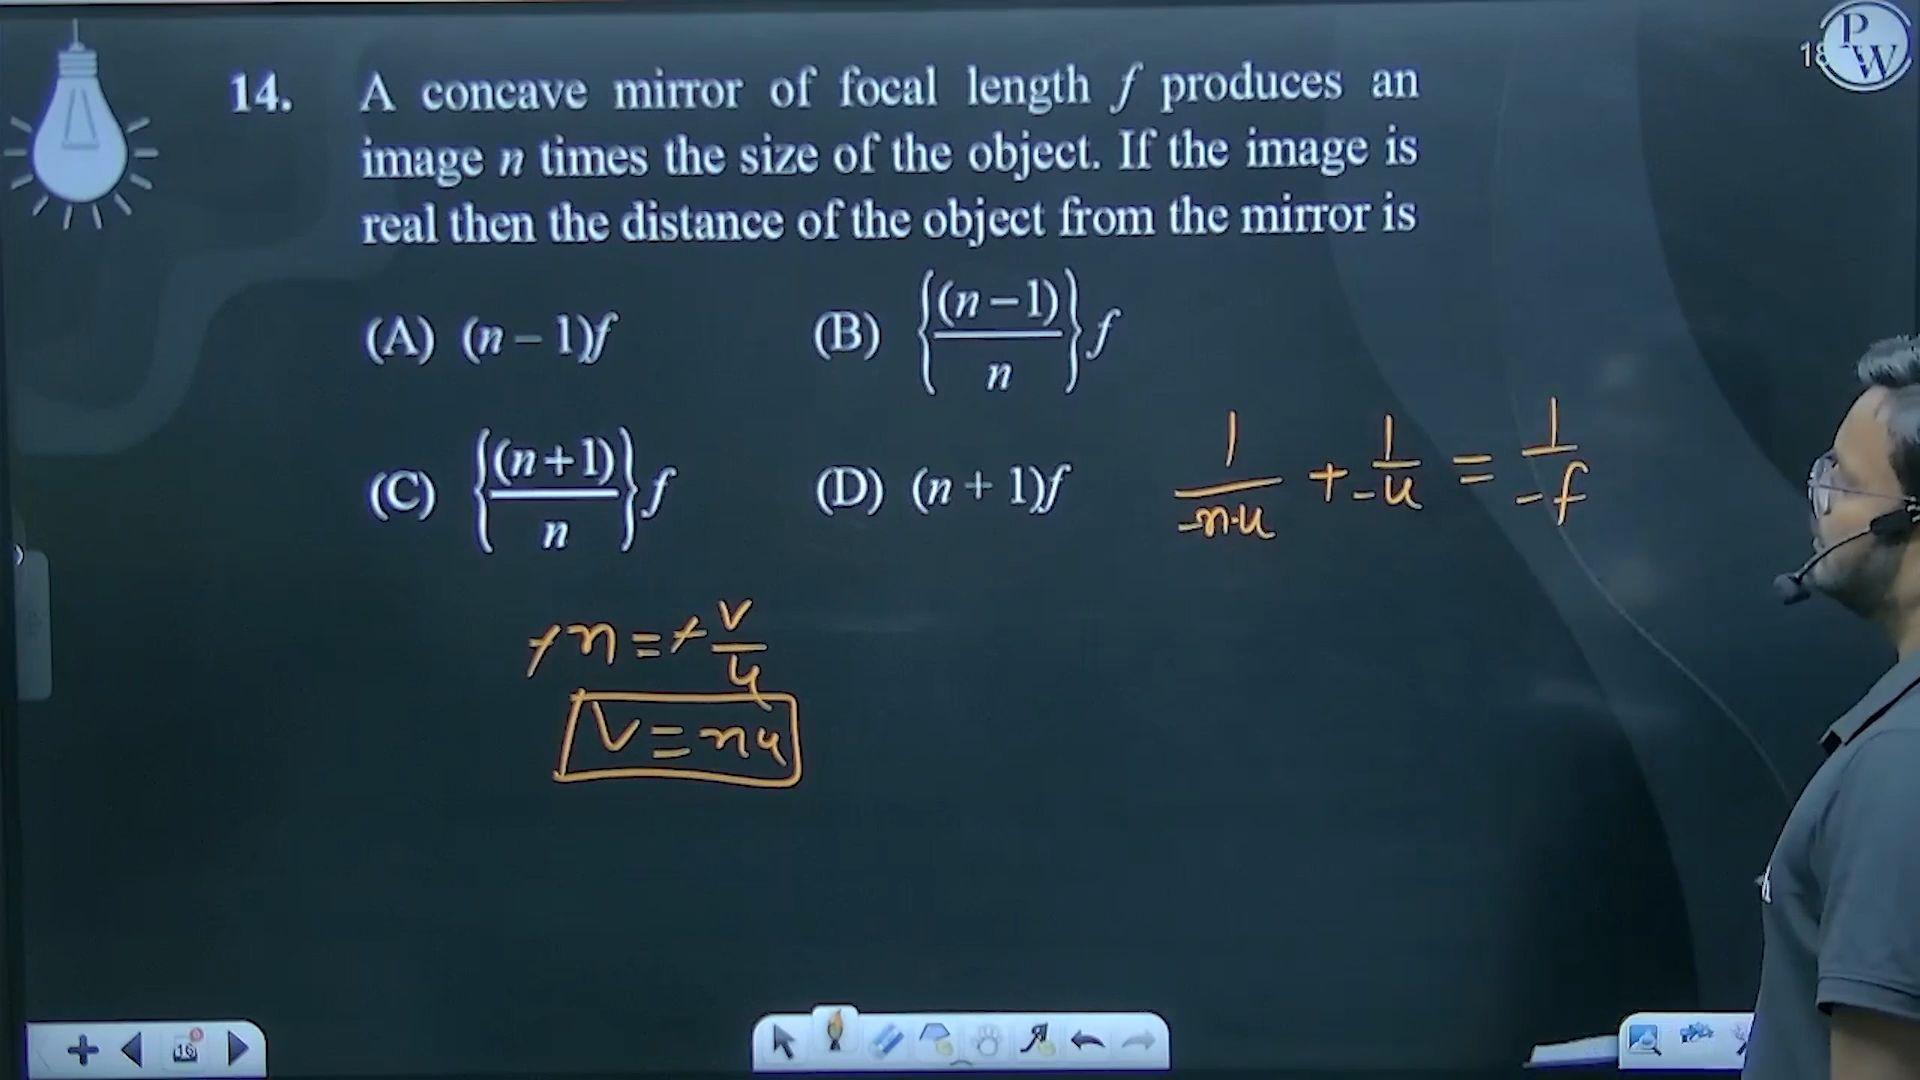 PW
18
14. A concave mirror of focal length f produces an
image n times the size of the object. If the image is
real then the distance of the object from the mirror is
(A) (n – 1)f (B) {(n – 1)/n} f
(C) {(n + 1)/n} f (D) (n + 1)f
1/-n·u + 1/-u = 1/-f
+n = + v/u
v = nu
16